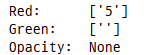 Red:      ['5']
Green:    ['']
Opacity:  None